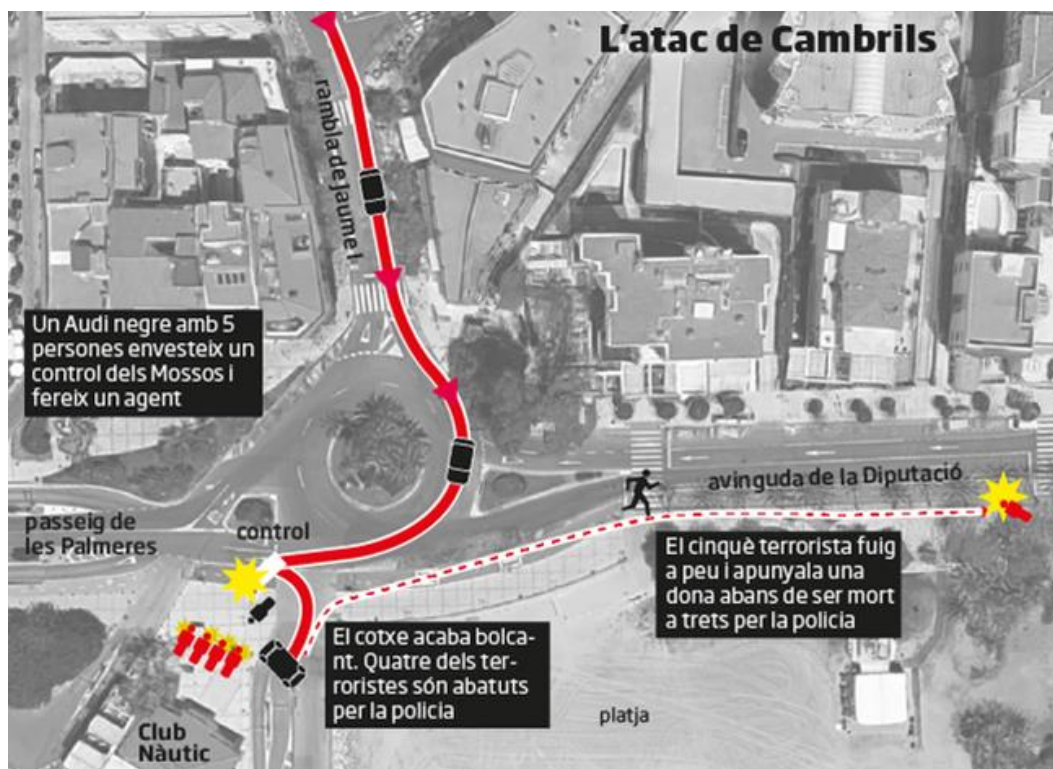 L'atac de Cambrils
rambla de Jaume I
Un Audi negre amb 5
persones envesteix un
control dels Mossos i
fereix un agent
avinguda de la Diputació
passeig de
les Palmeres
control
El cinquè terrorista fuig
a peu i apunyala una
dona abans de ser mort
a trets per la policia
El cotxe acaba bolca-
nt. Quatre dels ter-
roristes són abatuts
per la policia
platja
Club
Nàutic